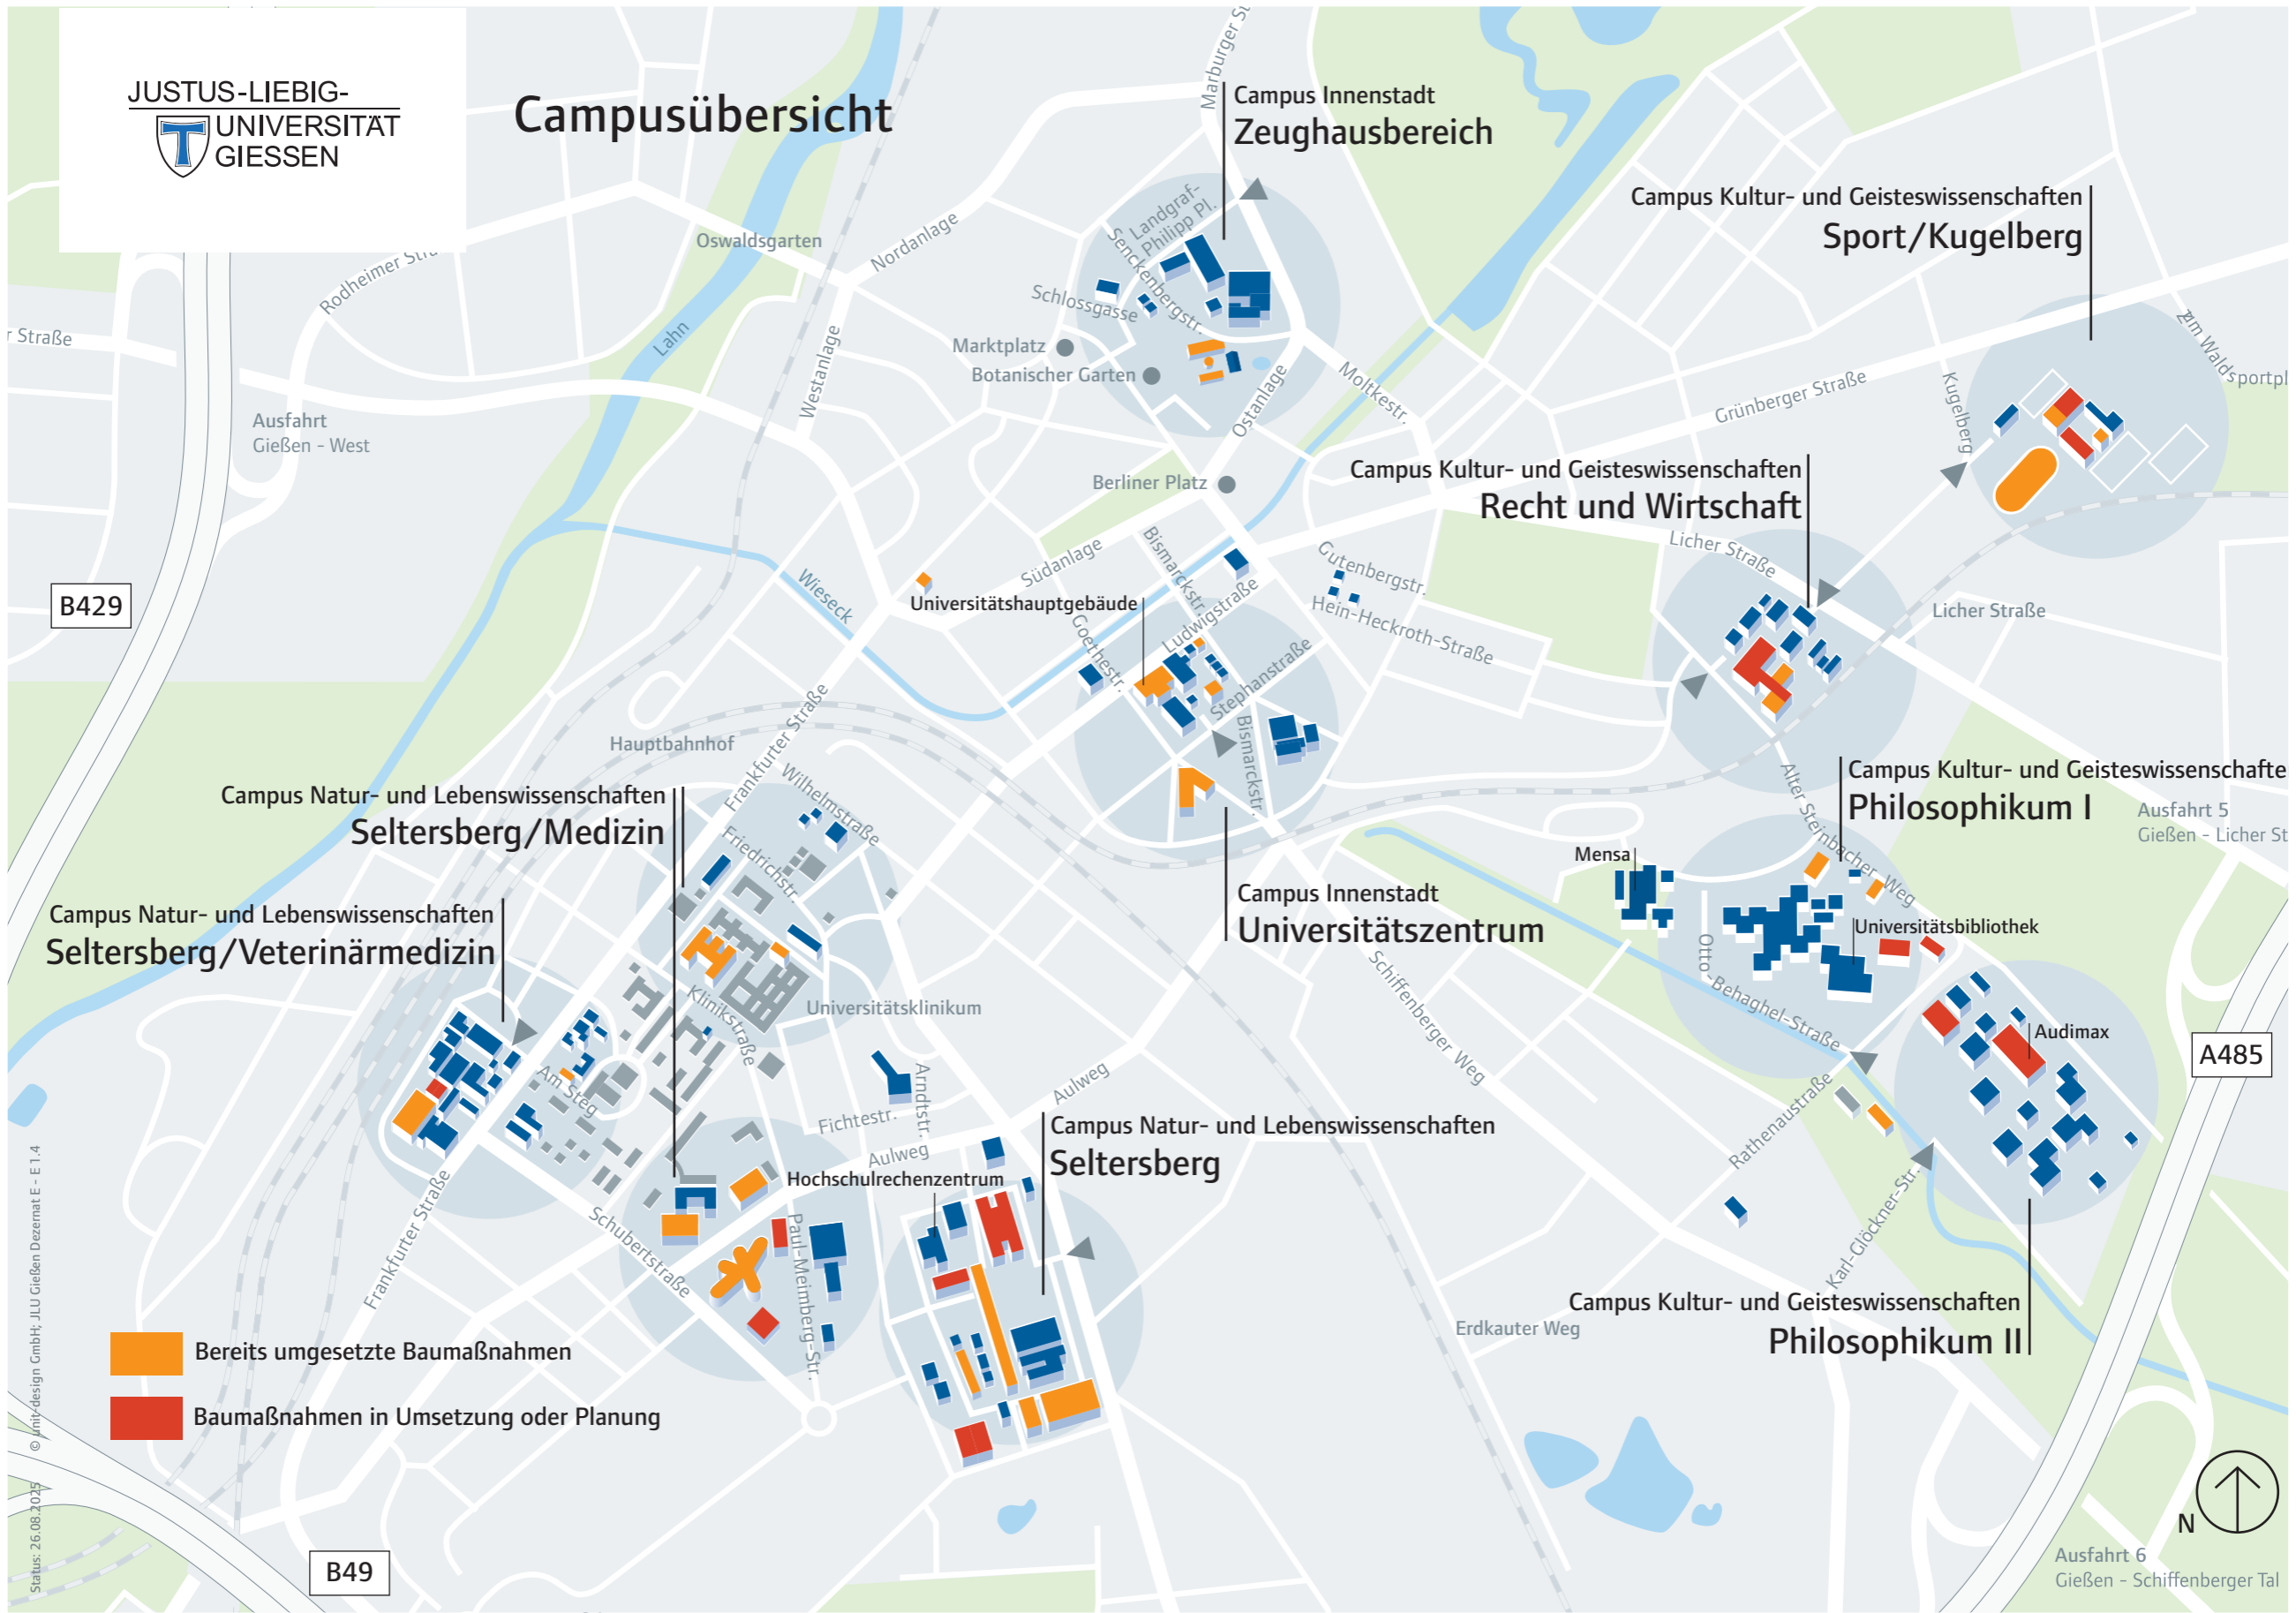 JUSTUS-LIEBIG-
UNIVERSITÄT
GIESSEN
Campusübersicht
Campus Innenstadt
Zeughausbereich
Campus Kultur- und Geisteswissenschaften
Sport/Kugelberg
Marburger St
Landgraf-
Philipp Pl.
Senckenbergstr.
Schlossgasse
Oswaldsgarten
Nordanlage
Rodheimer Stra
r Straße
Lahn
Westanlage
Marktplatz
Botanischer Garten
Ostanlage
Moltkestr.
Grünberger Straße
Kugelberg
Zum Waldsportpl
Ausfahrt
Gießen - West
Campus Kultur- und Geisteswissenschaften
Recht und Wirtschaft
Berliner Platz
Südanlage
Bismarckstr.
Gutenbergstr.
Hein-Heckroth-Straße
Licher Straße
Licher Straße
B429
Wieseck
Universitätshauptgebäude
Goethestr.
Ludwigstraße
Stephanstraße
Bismarckstr.
Hauptbahnhof
Frankfurter Straße
Wilhelmstraße
Friedrichstr.
Campus Natur- und Lebenswissenschaften
Seltersberg/Medizin
Campus Natur- und Lebenswissenschaften
Seltersberg/Veterinärmedizin
Campus Innenstadt
Universitätszentrum
Alter Steinbacher Weg
Campus Kultur- und Geisteswissenschafte
Philosophikum I
Ausfahrt 5
Gießen - Licher St
Mensa
Universitätsbibliothek
Otto-Behaghel-Straße
Audimax
A485
Schiffenberger Weg
Klinikstraße
Universitätsklinikum
Am Steg
Arndtstr.
Fichtestr.
Aulweg
Aulweg
Rathenaustraße
Karl-Glöckner-Str.
Campus Natur- und Lebenswissenschaften
Seltersberg
Hochschulrechenzentrum
Frankfurter Straße
Schubertstraße
Paul-Meimberg-Str.
Erdkauter Weg
Campus Kultur- und Geisteswissenschaften
Philosophikum II
Bereits umgesetzte Baumaßnahmen
Baumaßnahmen in Umsetzung oder Planung
Status: 26.08.2025 © unit-design GmbH; JLU Gießen Dezernat E - E 1.4
B49
N
Ausfahrt 6
Gießen - Schiffenberger Tal